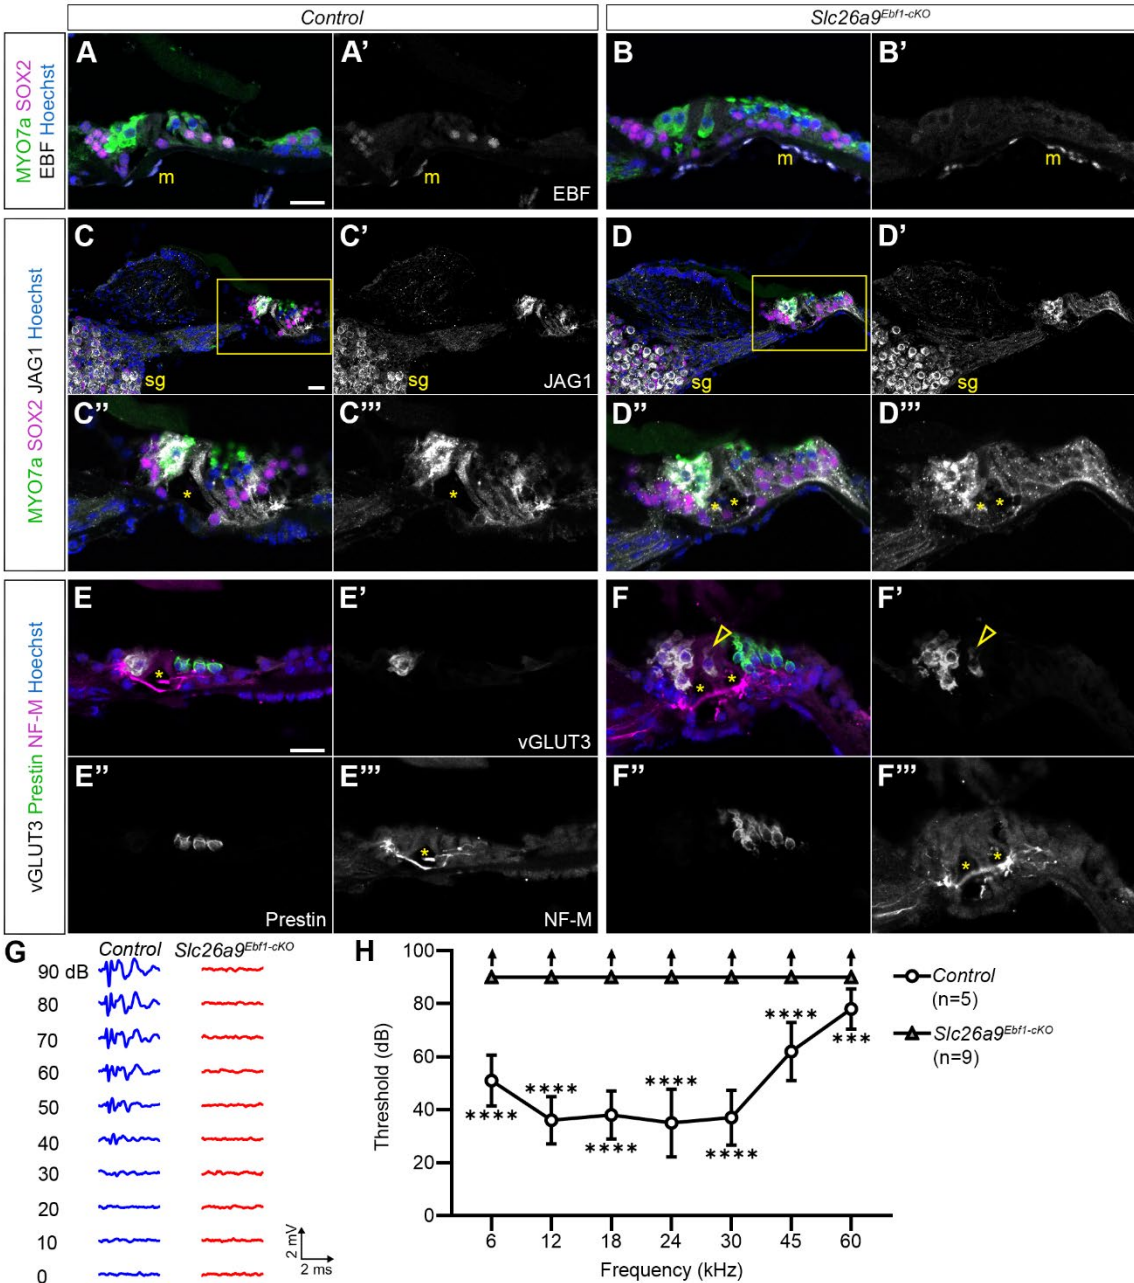 Control
Slc26a9Ebf1-cKO
MYO7a SOX2
EBF Hoechst
A
A'
B
B'
m
m
m
m
EBF
MYO7a SOX2 JAG1 Hoechst
C
C'
D
D'
sg
sg
JAG1
sg
sg
C"
C'''
D"
D'''
*
*
* *
* *
vGLUT3 Prestin NF-M Hoechst
E
E'
F
F'
*
* *
vGLUT3
E"
E'''
F"
F'''
*
* *
Prestin
NF-M
G
Control
Slc26a9Ebf1-cKO
90 dB
80
70
60
50
40
30
20
10
0
2 mV
2 ms
H
100
80
60
40
20
0
Threshold (dB)
****
****
****
****
****
****
***
6
12
18
24
30
45
60
Frequency (kHz)
Control
(n=5)
Slc26a9Ebf1-cKO
(n=9)